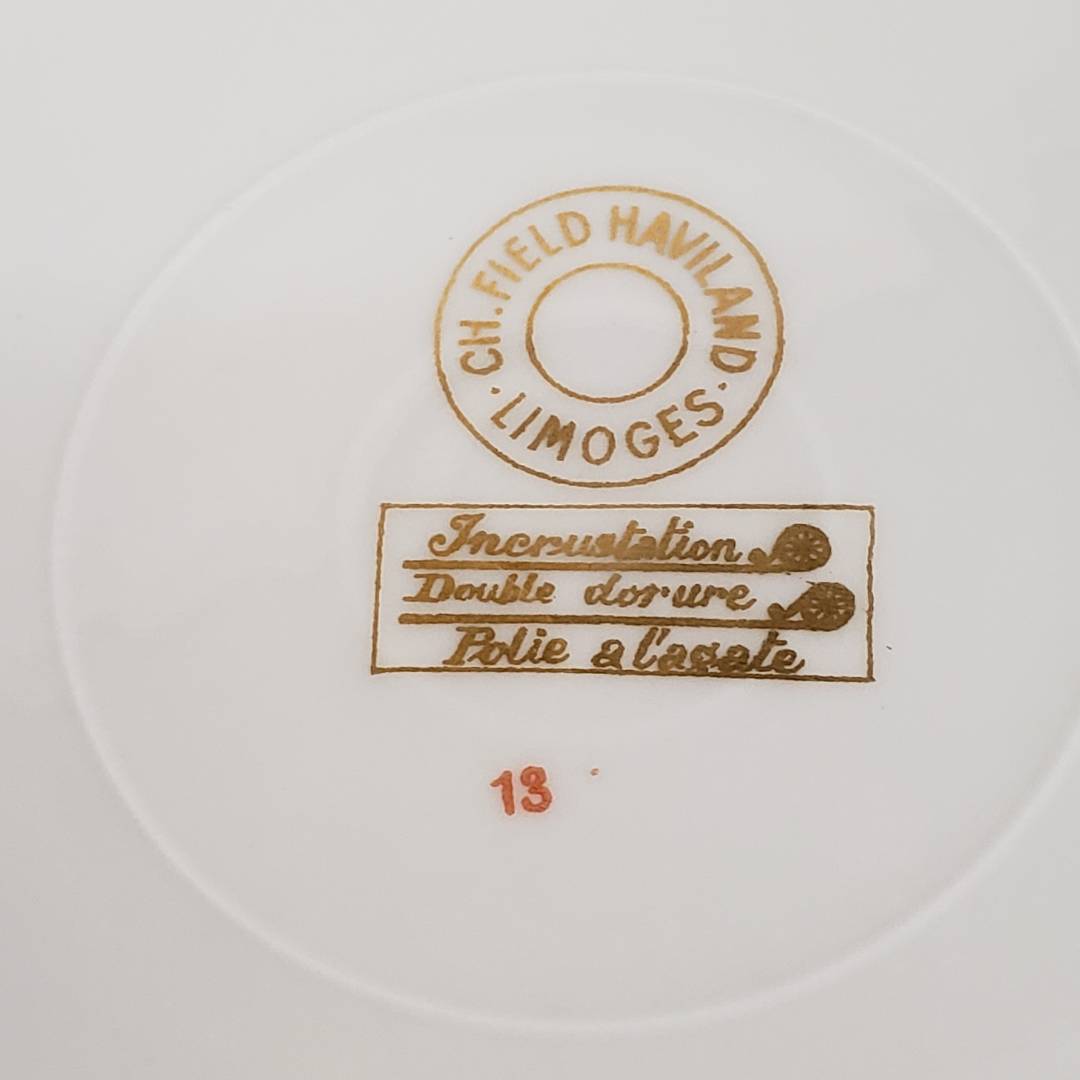 CH. FIELD HAVILAND
· LIMOGES ·
Incrustation
Double dorure
Polie a l'agate
13